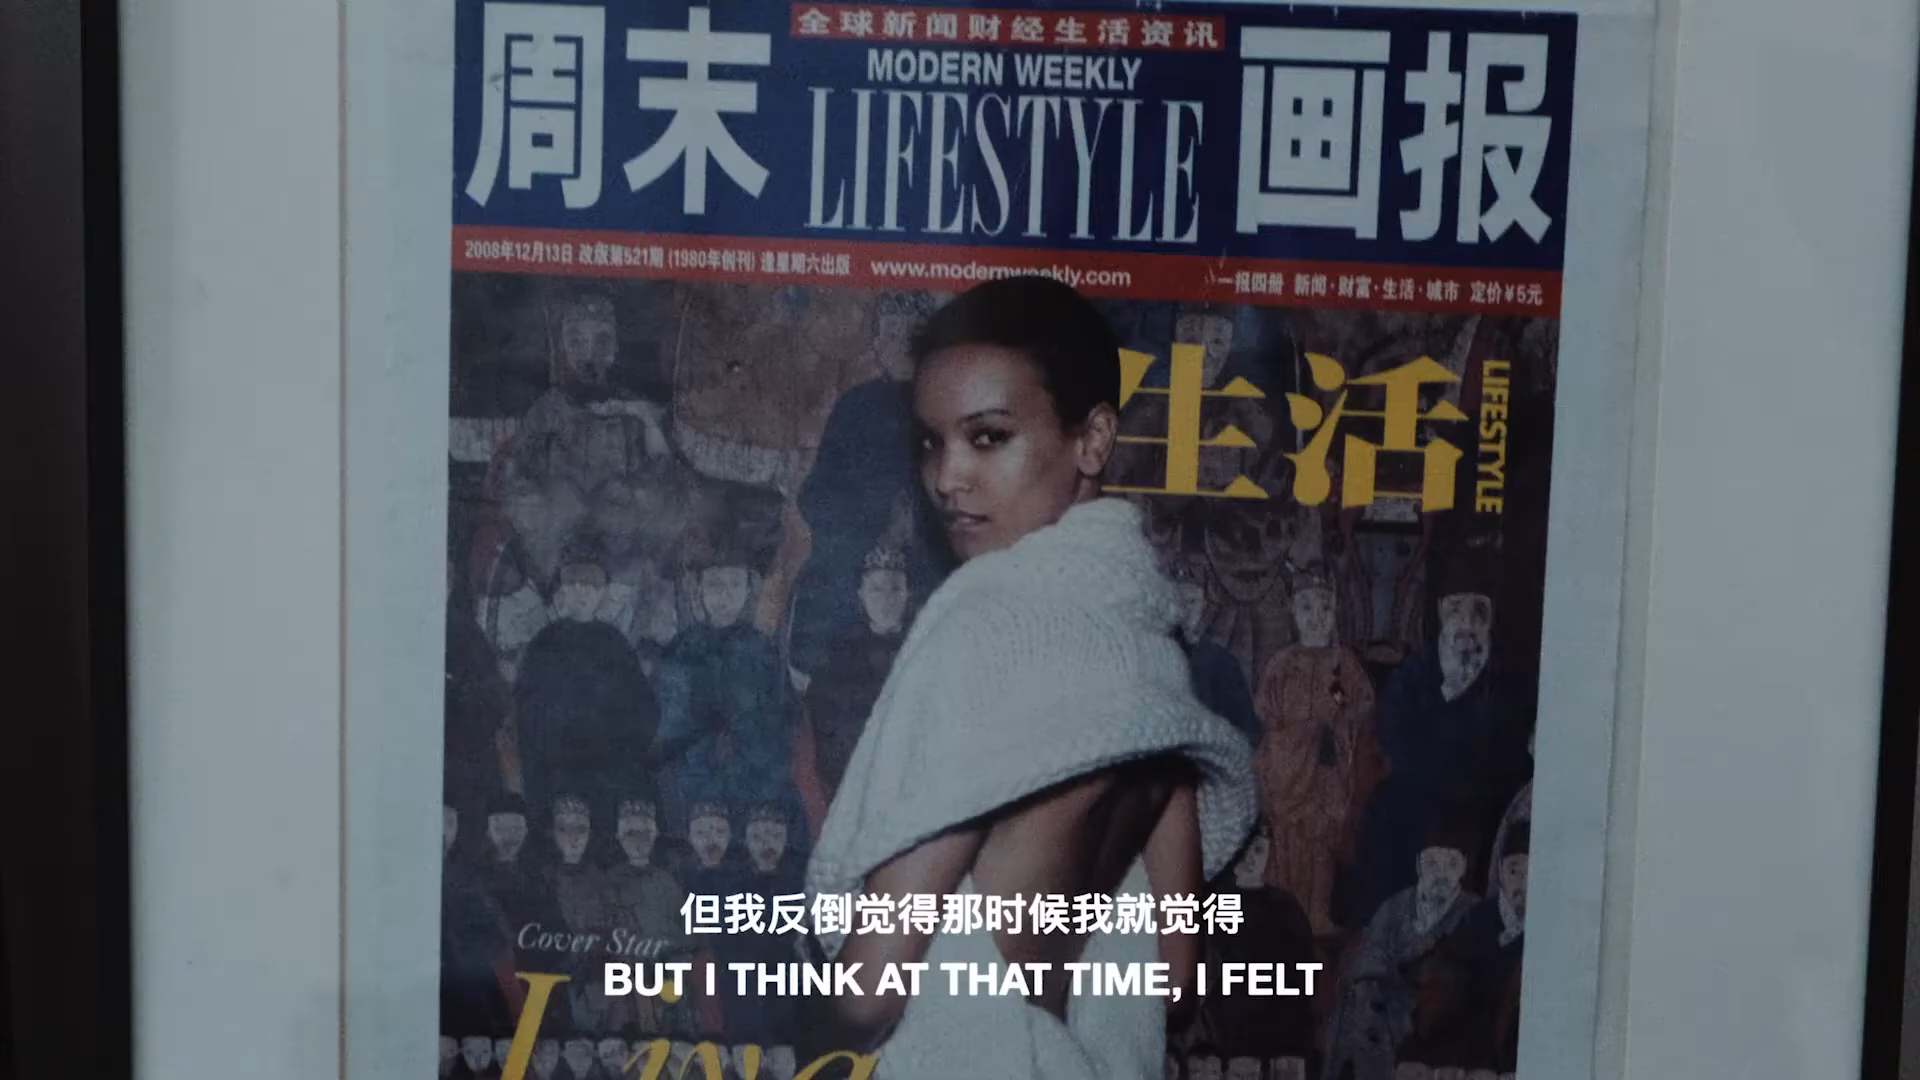 全球新闻财经生活资讯
周末画报
MODERN WEEKLY
LIFESTYLE
2008年12月13日 改版第521期 (1980年创刊) 逢星期六出版 www.modernweekly.com 一报四册 新闻·财富·生活·城市 定价¥5元
生活
LIFESTYLE
Cover Star
但我反倒觉得那时候我就觉得
BUT I THINK AT THAT TIME, I FELT